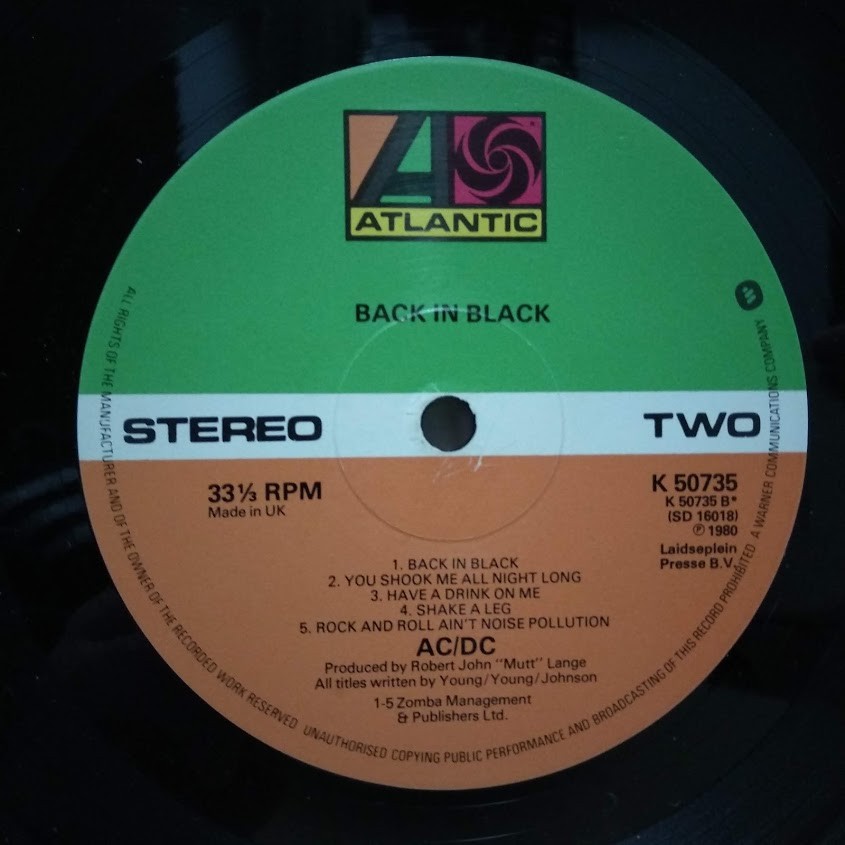 ATLANTIC
BACK IN BLACK
STEREO
TWO
33⅓ RPM
Made in UK
K 50735
K 50735 B*
(SD 16018)
℗ 1980
Laidseplein
Presse B.V.
1. BACK IN BLACK
2. YOU SHOOK ME ALL NIGHT LONG
3. HAVE A DRINK ON ME
4. SHAKE A LEG
5. ROCK AND ROLL AIN'T NOISE POLLUTION
AC/DC
Produced by Robert John "Mutt" Lange
All titles written by Young/Young/Johnson
1-5 Zomba Management
& Publishers Ltd.
ALL RIGHTS OF THE MANUFACTURER AND OF THE OWNER OF THE RECORDED WORK RESERVED UNAUTHORISED COPYING PUBLIC PERFORMANCE AND BROADCASTING OF THIS RECORD PROHIBITED A WARNER COMMUNICATIONS COMPANY